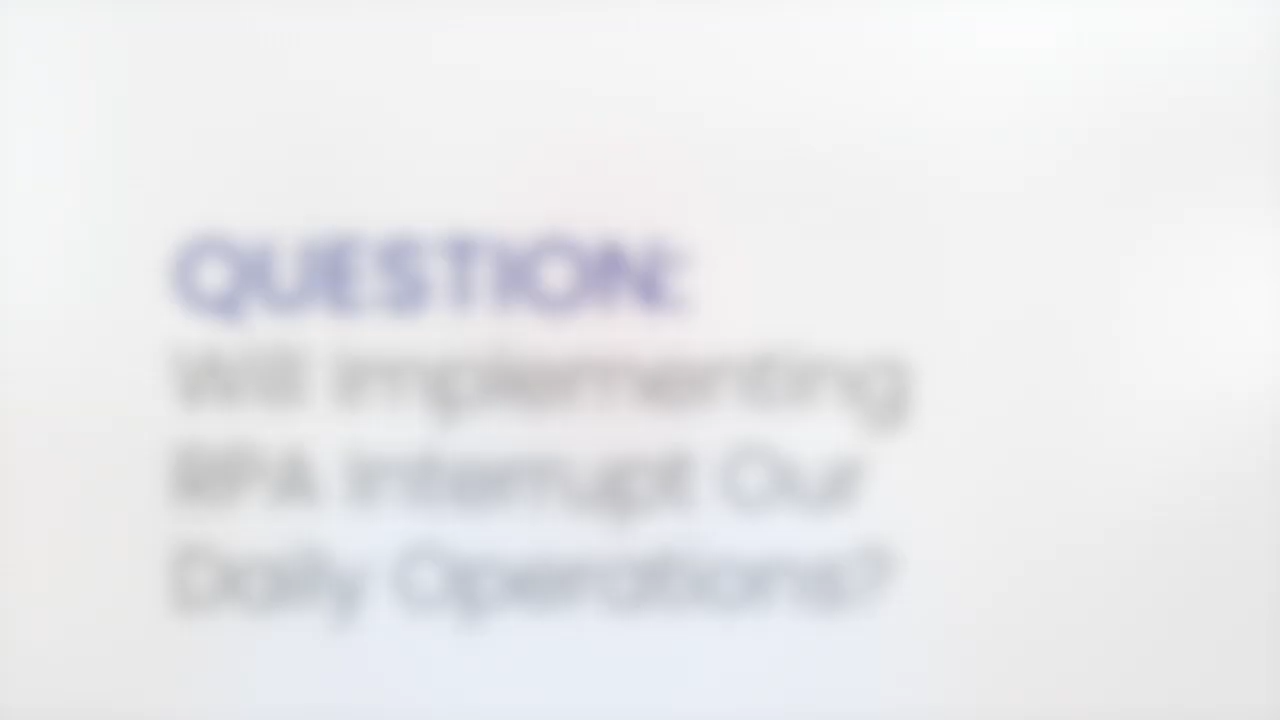 QUESTION:
Will Implementing
RPA Interrupt Our
Daily Operations?